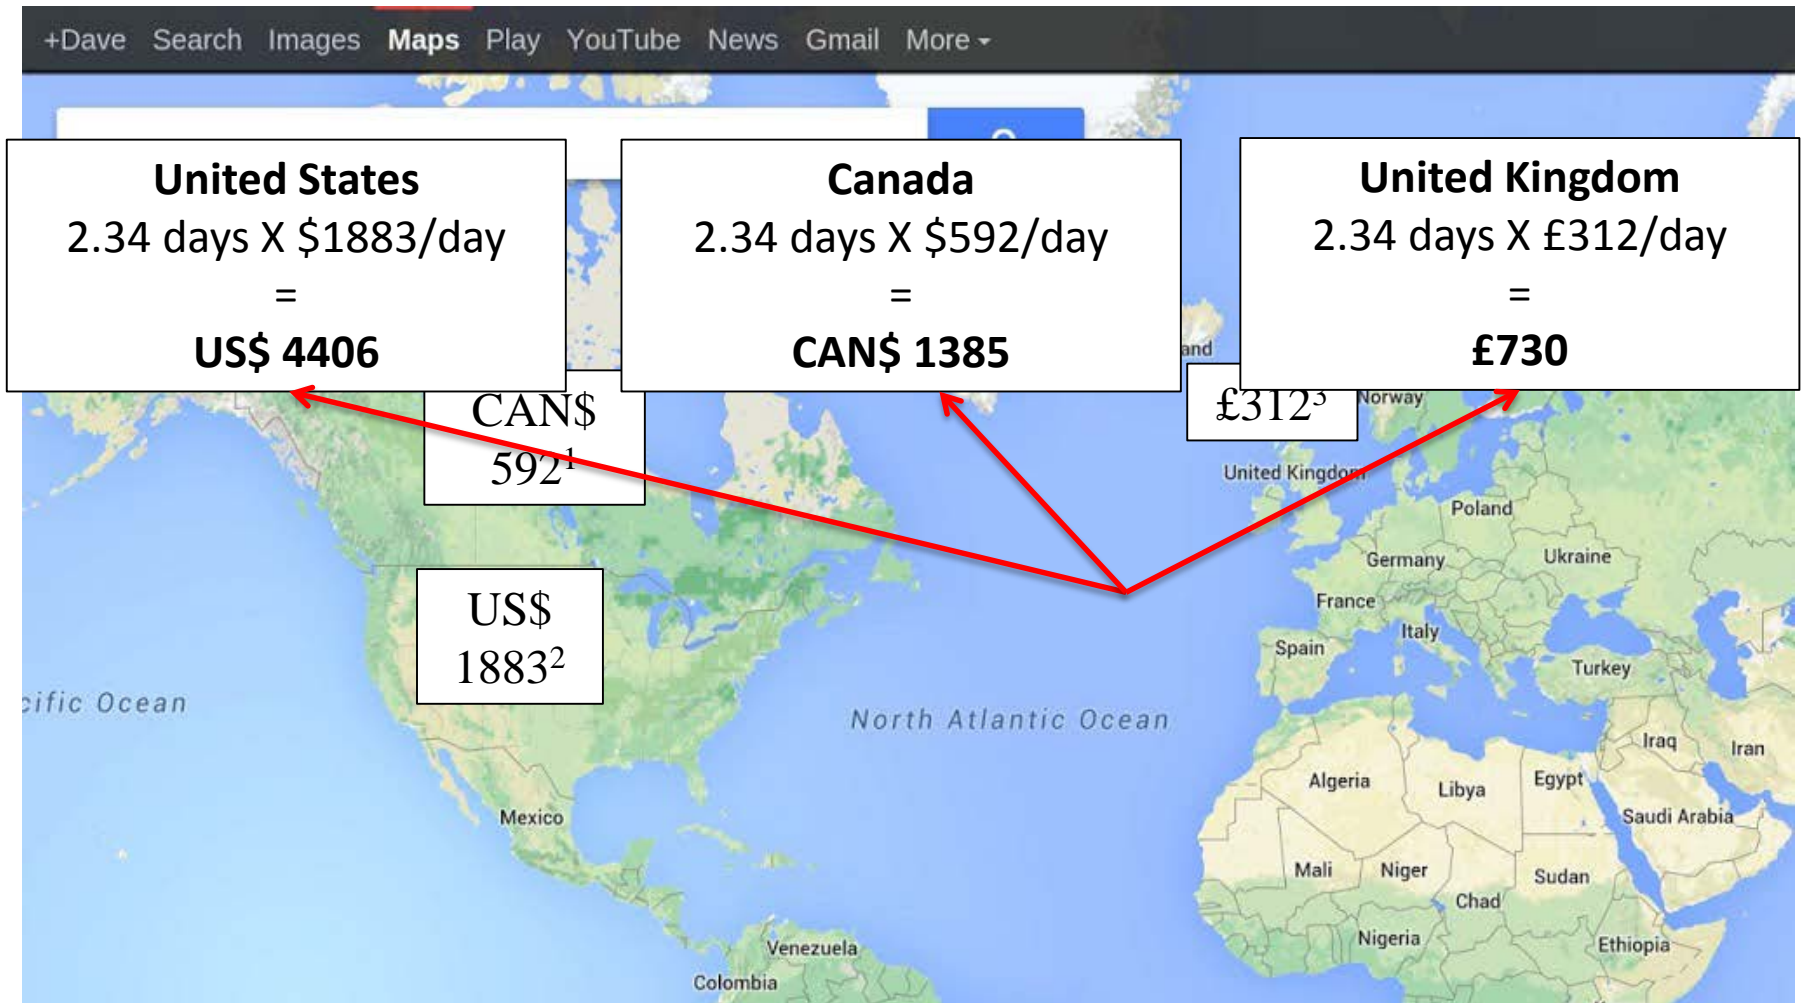 +Dave Search Images Maps Play YouTube News Gmail More
United States
2.34 days X $1883/day
=
US$ 4406
Canada
2.34 days X $592/day
=
CAN$ 1385
United Kingdom
2.34 days X £312/day
=
£730
and
CAN$
592¹
£312³
Norway
United Kingdom
Poland
Germany
Ukraine
France
Italy
Spain
Turkey
US$
1883²
cific Ocean
North Atlantic Ocean
Iraq
Iran
Algeria
Libya
Egypt
Saudi Arabia
Mexico
Mali
Niger
Sudan
Chad
Nigeria
Ethiopia
Venezuela
Colombia